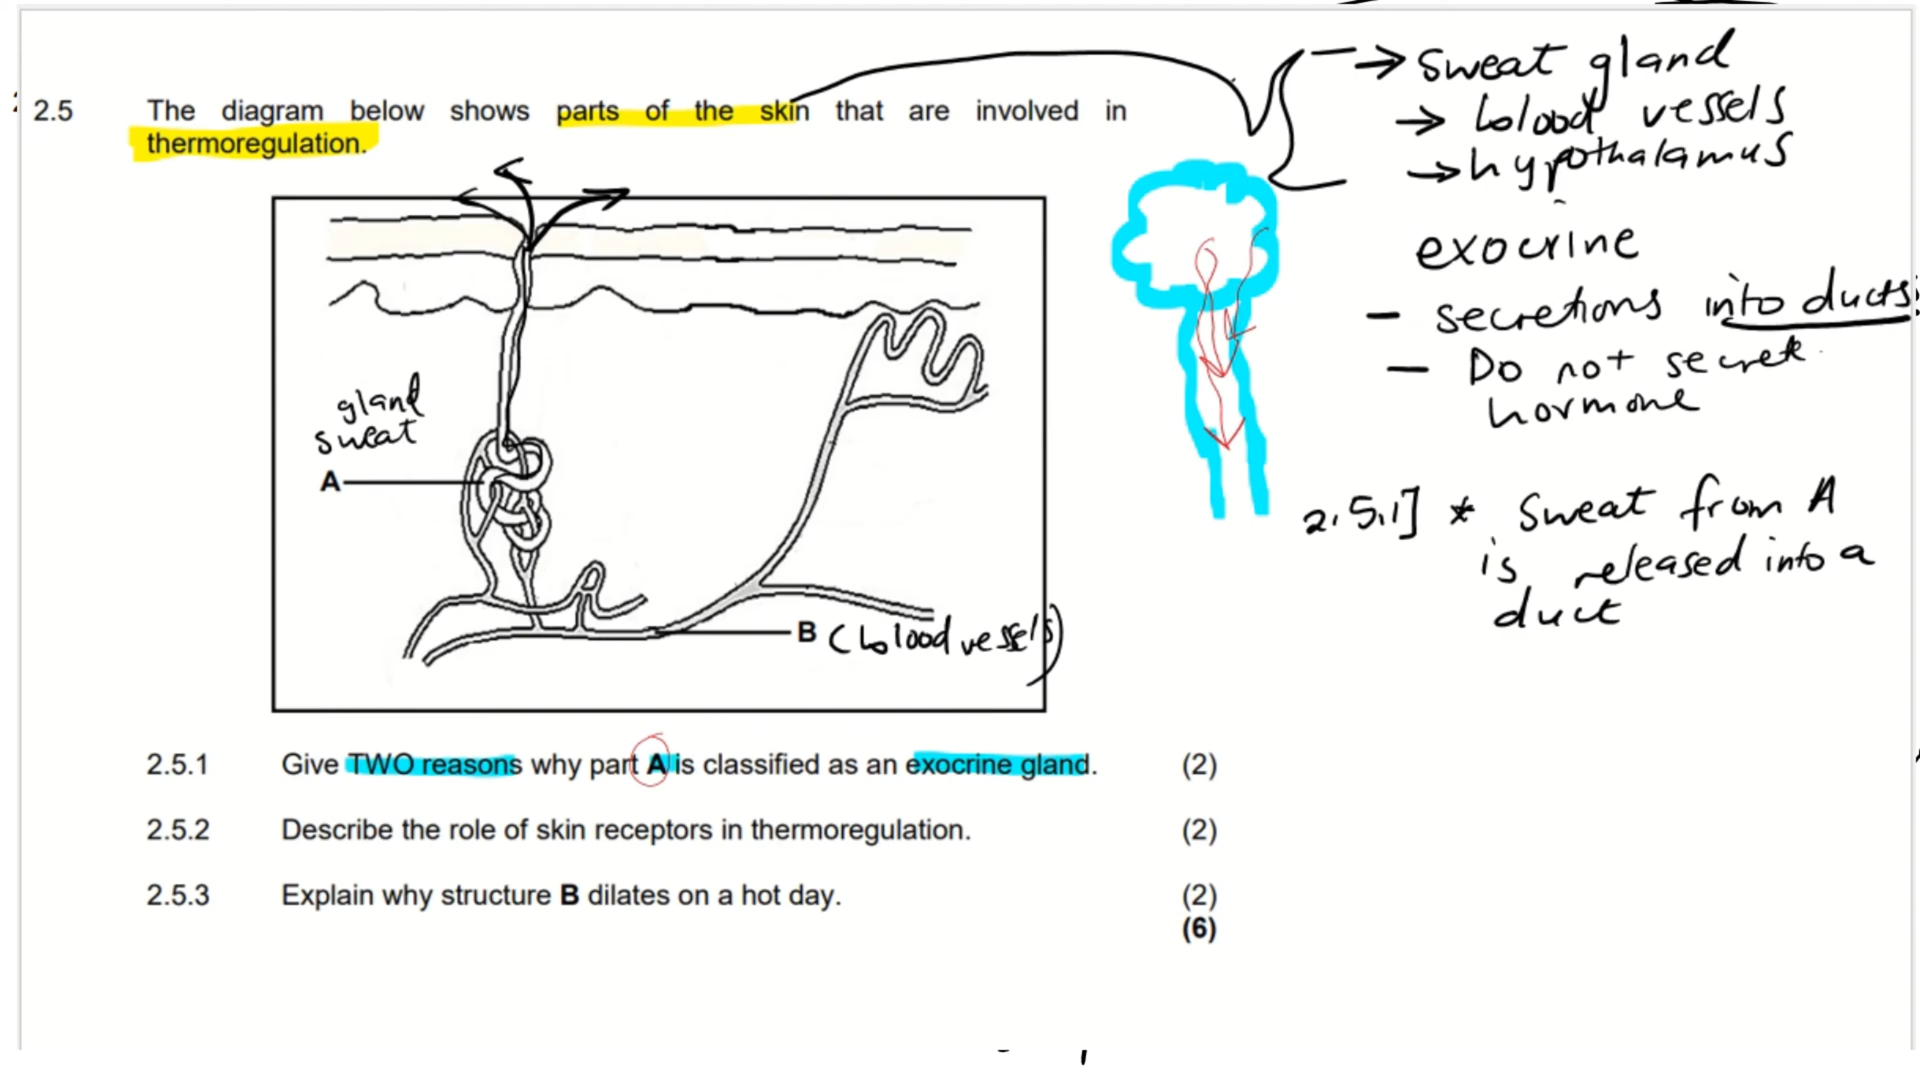 2.5 The diagram below shows parts of the skin that are involved in
thermoregulation.
gland
sweat
A
B (blood vessels)
2.5.1 Give TWO reasons why part A is classified as an exocrine gland. (2)
2.5.2 Describe the role of skin receptors in thermoregulation. (2)
2.5.3 Explain why structure B dilates on a hot day. (2)
(6)
→ sweat gland
→ blood vessels
→ hypothalamus
exocrine
- secretions into ducts
- Do not secrete
hormone
2.5.1] * Sweat from A
is released into a
duct